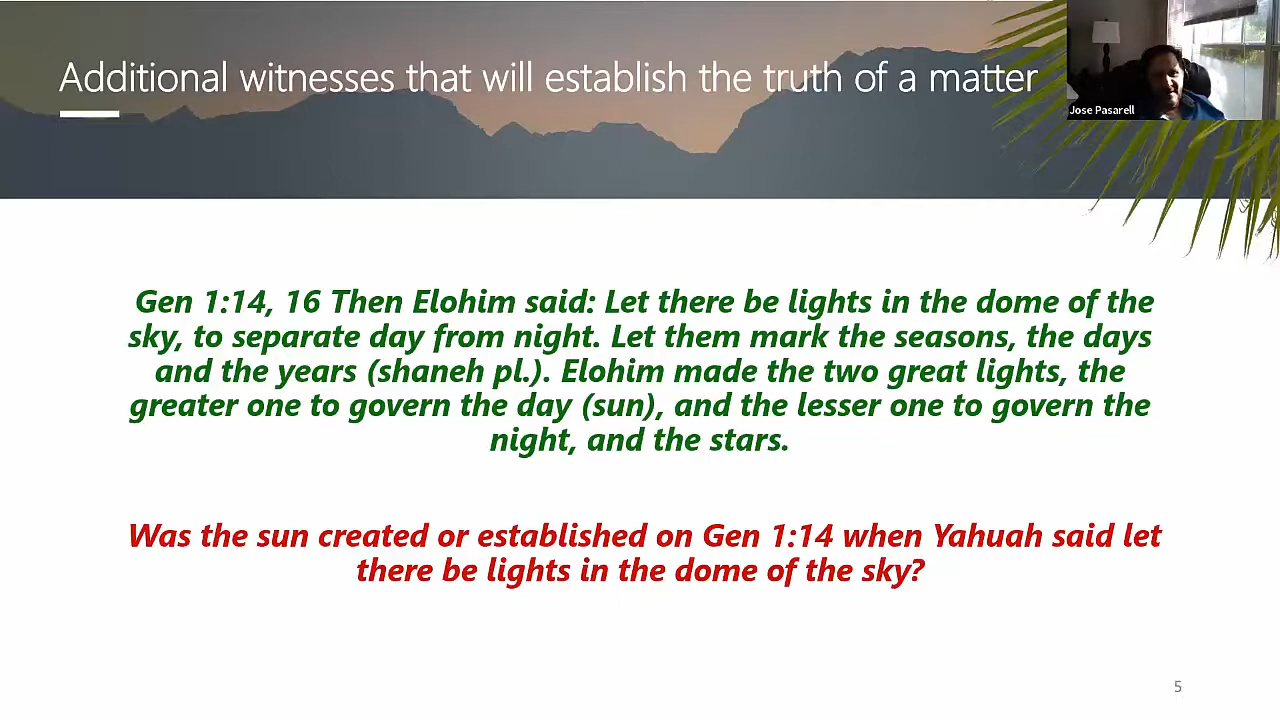 Additional witnesses that will establish the truth of a matter
Jose Pasarell
Gen 1:14, 16 Then Elohim said: Let there be lights in the dome of the
sky, to separate day from night. Let them mark the seasons, the days
and the years (shaneh pl.). Elohim made the two great lights, the
greater one to govern the day (sun), and the lesser one to govern the
night, and the stars.
Was the sun created or established on Gen 1:14 when Yahuah said let
there be lights in the dome of the sky?
5